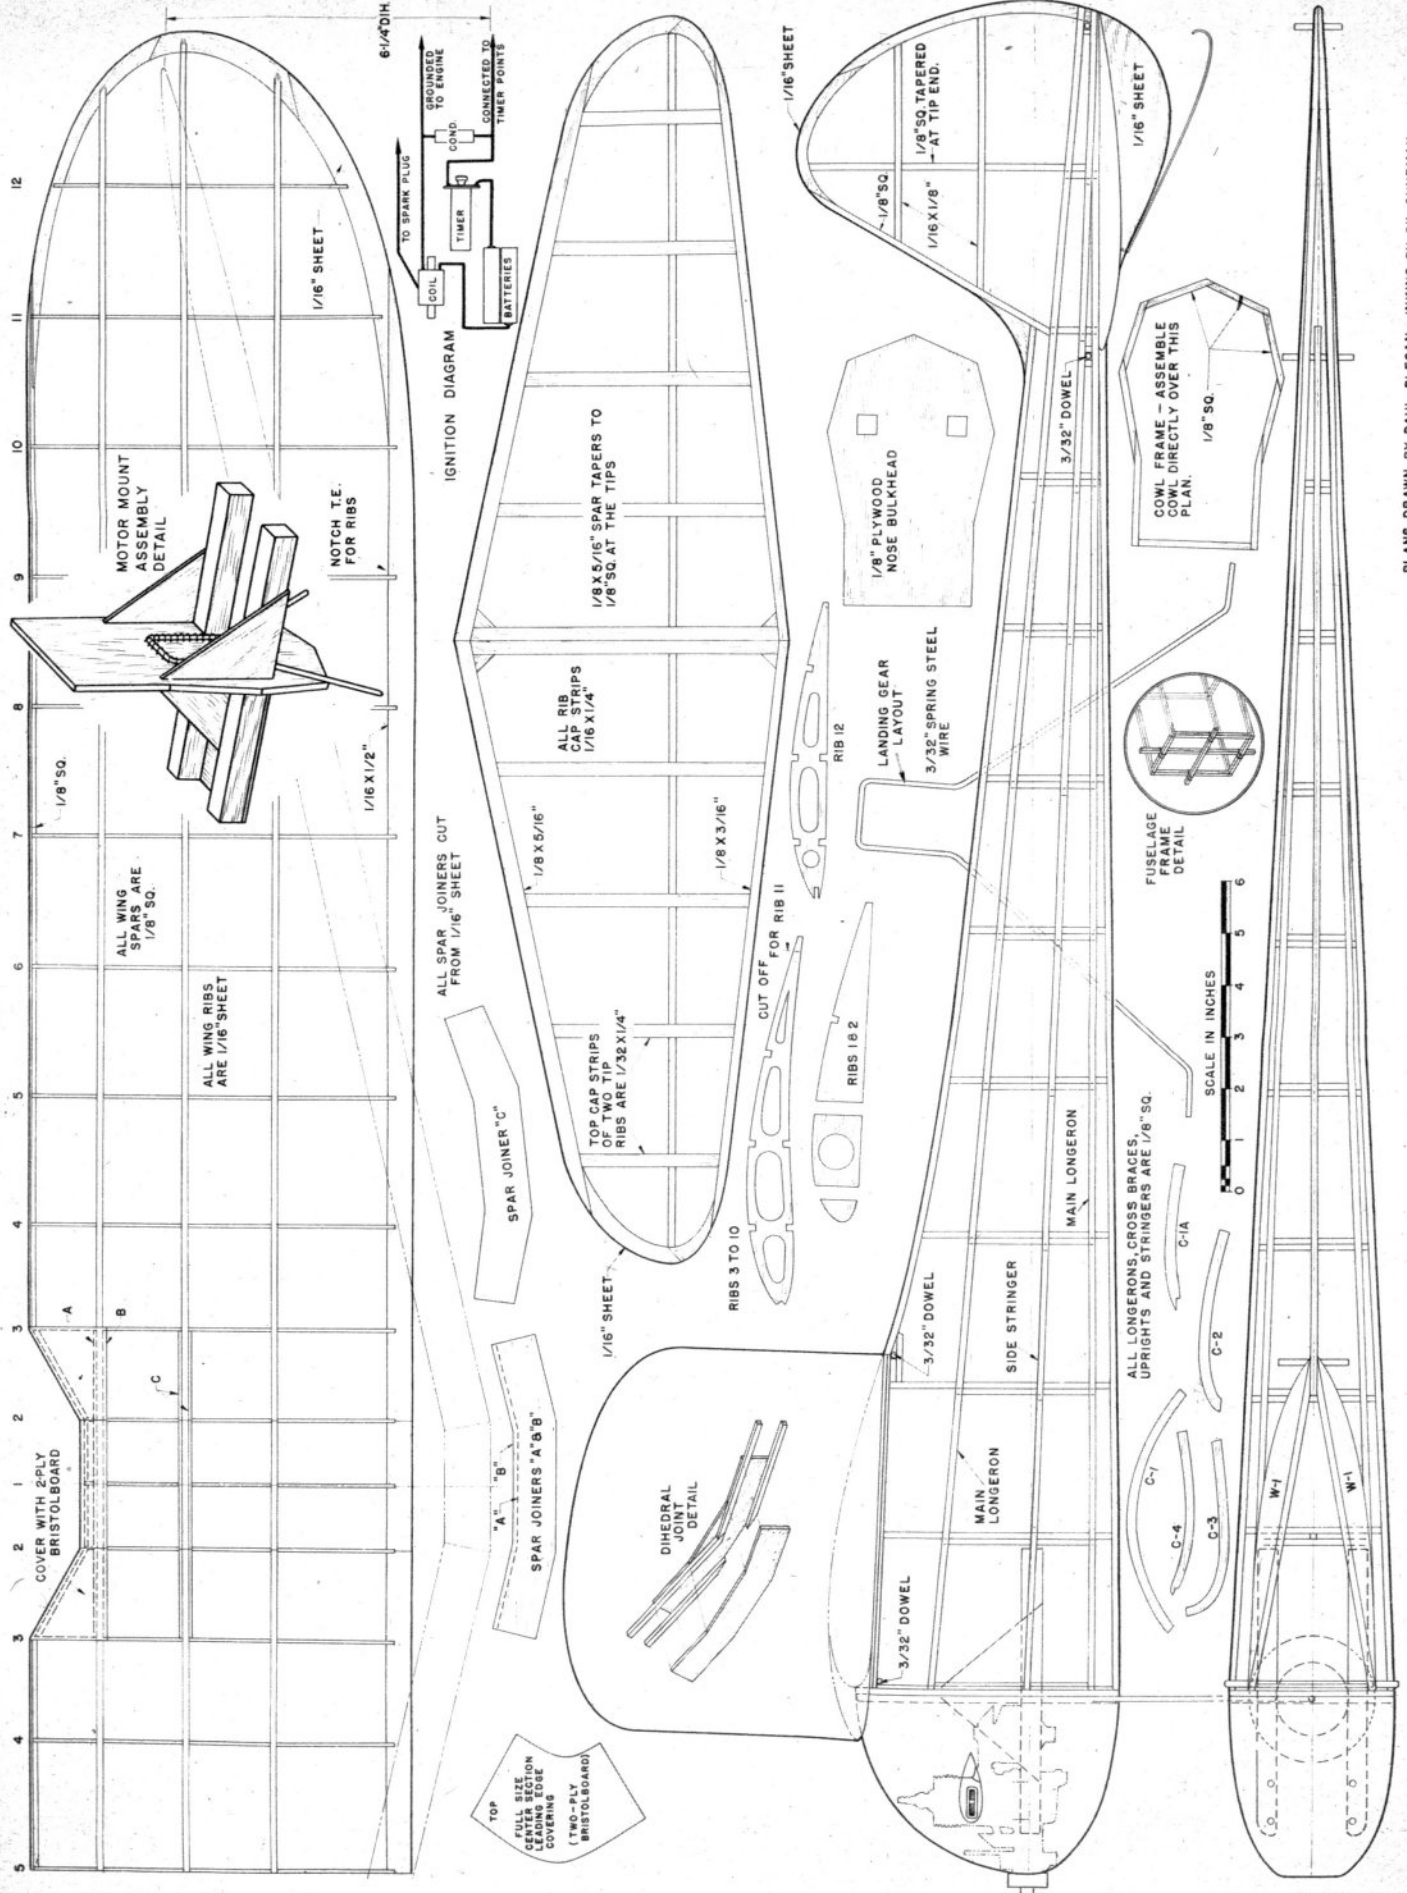 5
4
3
2
1
2
3
4
5
6
7
8
9
10
11
12
COVER WITH 2-PLY
BRISTOLBOARD
A
B
C
ALL WING RIBS
ARE 1/16" SHEET
ALL WING
SPARS ARE
1/8" SQ.
1/8" SQ.
1/16 X 1/2"
MOTOR MOUNT
ASSEMBLY
DETAIL
NOTCH T.E.
FOR RIBS
1/16" SHEET
6-1/4" DIH.
TOP
FULL SIZE
CENTER SECTION
LEADING EDGE
COVERING
(TWO-PLY
BRISTOLBOARD)
"A"
"B"
SPAR JOINERS "A" & "B"
SPAR JOINER "C"
ALL SPAR JOINERS CUT
FROM 1/16" SHEET
IGNITION DIAGRAM
TO SPARK PLUG
GROUNDED
TO ENGINE
CONNECTED TO
TIMER POINTS
COIL
COND.
TIMER
BATTERIES
1/16" SHEET
TOP CAP STRIPS
OF TWO TIP
RIBS ARE 1/32 X 1/4"
1/8 X 5/16"
ALL RIB
CAP STRIPS
1/16 X 1/4"
1/8 X 3/16"
1/8 X 5/16" SPAR TAPERS TO
1/8" SQ. AT THE TIPS
RIBS 3 TO 10
CUT OFF
FOR RIB 11
RIBS 1 & 2
RIB 12
1/8" PLYWOOD
NOSE BULKHEAD
LANDING GEAR
LAYOUT
3/32" SPRING STEEL
WIRE
DIHEDRAL
JOINT
DETAIL
3/32" DOWEL
3/32" DOWEL
3/32" DOWEL
MAIN
LONGERON
SIDE STRINGER
MAIN LONGERON
1/16" SHEET
1/8" SQ. TAPERED
AT TIP END.
1/8" SQ.
1/16 X 1/8"
1/16" SHEET
C-1
C-4
C-3
C-2
C-1A
ALL LONGERONS, CROSS BRACES,
UPRIGHTS AND STRINGERS ARE 1/8" SQ.
SCALE IN INCHES
0
1
2
3
4
5
6
FUSELAGE
FRAME
DETAIL
COWL FRAME - ASSEMBLE
COWL DIRECTLY OVER THIS
PLAN.
1/8" SQ.
W-1
W-1
PLANS DRAWN BY PAUL PLECAN